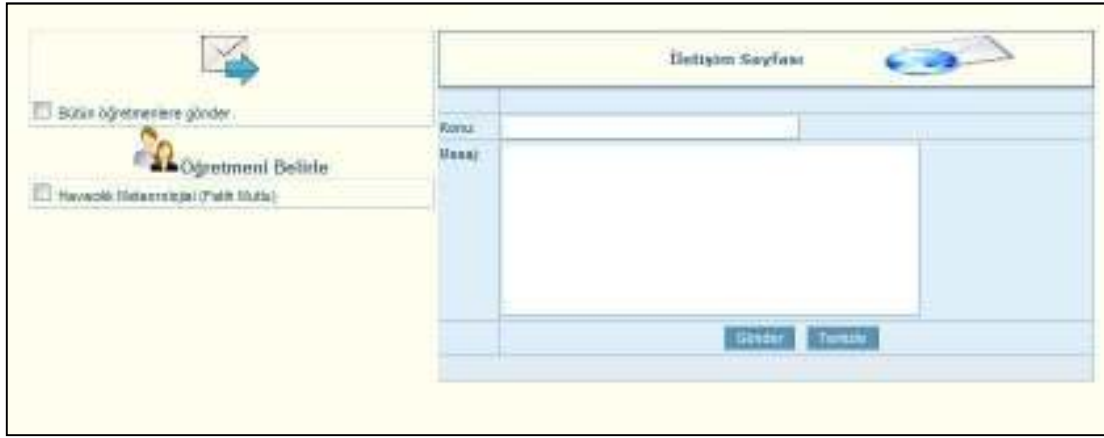 Bütün öğretmenlere gönder.
Öğretmeni Belirle
Havacılık Meteorolojisi (Fatih Mutlu)
İletişim Sayfası
Konu:
Mesaj:
Gönder Temizle